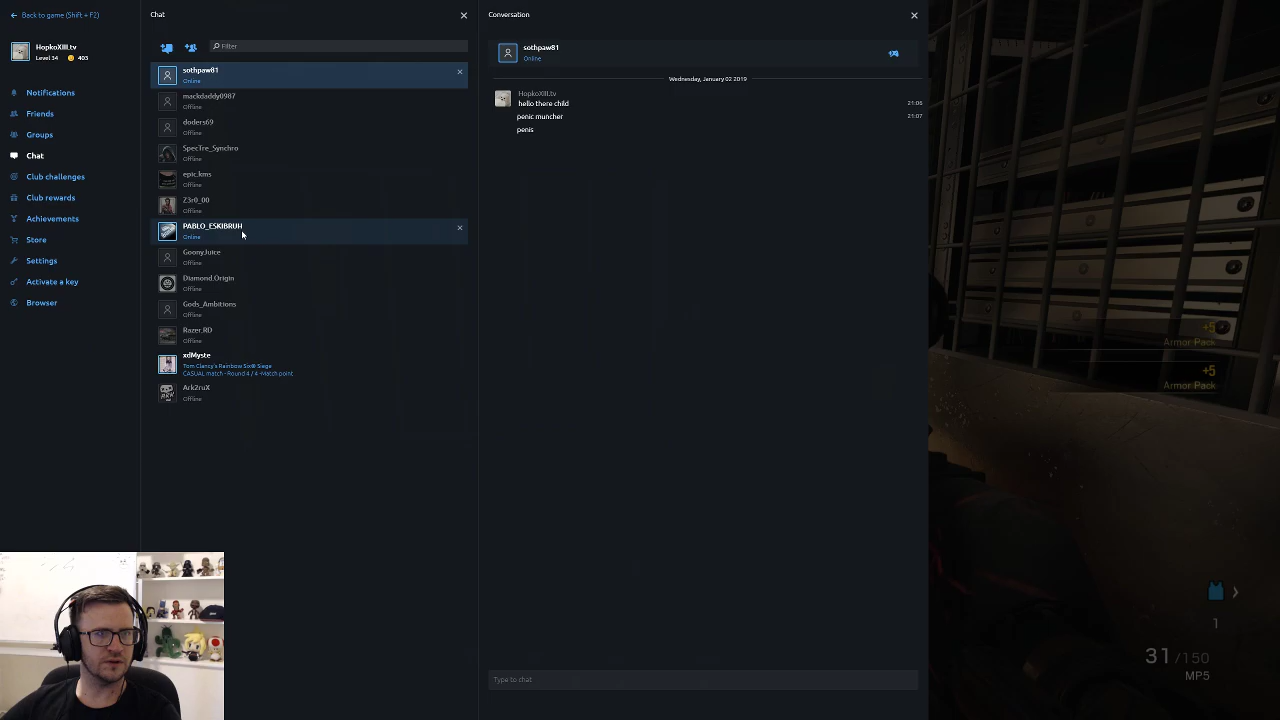 Back to game (Shift + F2)
HopkoXIII.tv
Level 34 403
Notifications
Friends
Groups
Chat
Club challenges
Club rewards
Achievements
Store
Settings
Activate a key
Browser
Chat
Filter
sothpaw81
Online
mackdaddy0987
Offline
doders69
Offline
SpecTre_Synchro
Offline
epic.kms
Offline
Z3r0_00
Offline
PABLO_ESKIBRUH
Online
GoonyJuice
Offline
Diamond.Origin
Offline
Gods_Ambitions
Offline
Razer.RD
Offline
xdMyste
Tom Clancy's Rainbow Six® Siege
CASUAL match - Round 4 / 4 -Match point
Ark2ruX
Offline
Conversation
sothpaw81
Online
Wednesday, January 02 2019
HopkoXIII.tv
hello there child 21:06
penic muncher 21:07
penis
Type to chat
+5
Armor Pack
+5
Armor Pack
1
31 /150
MP5